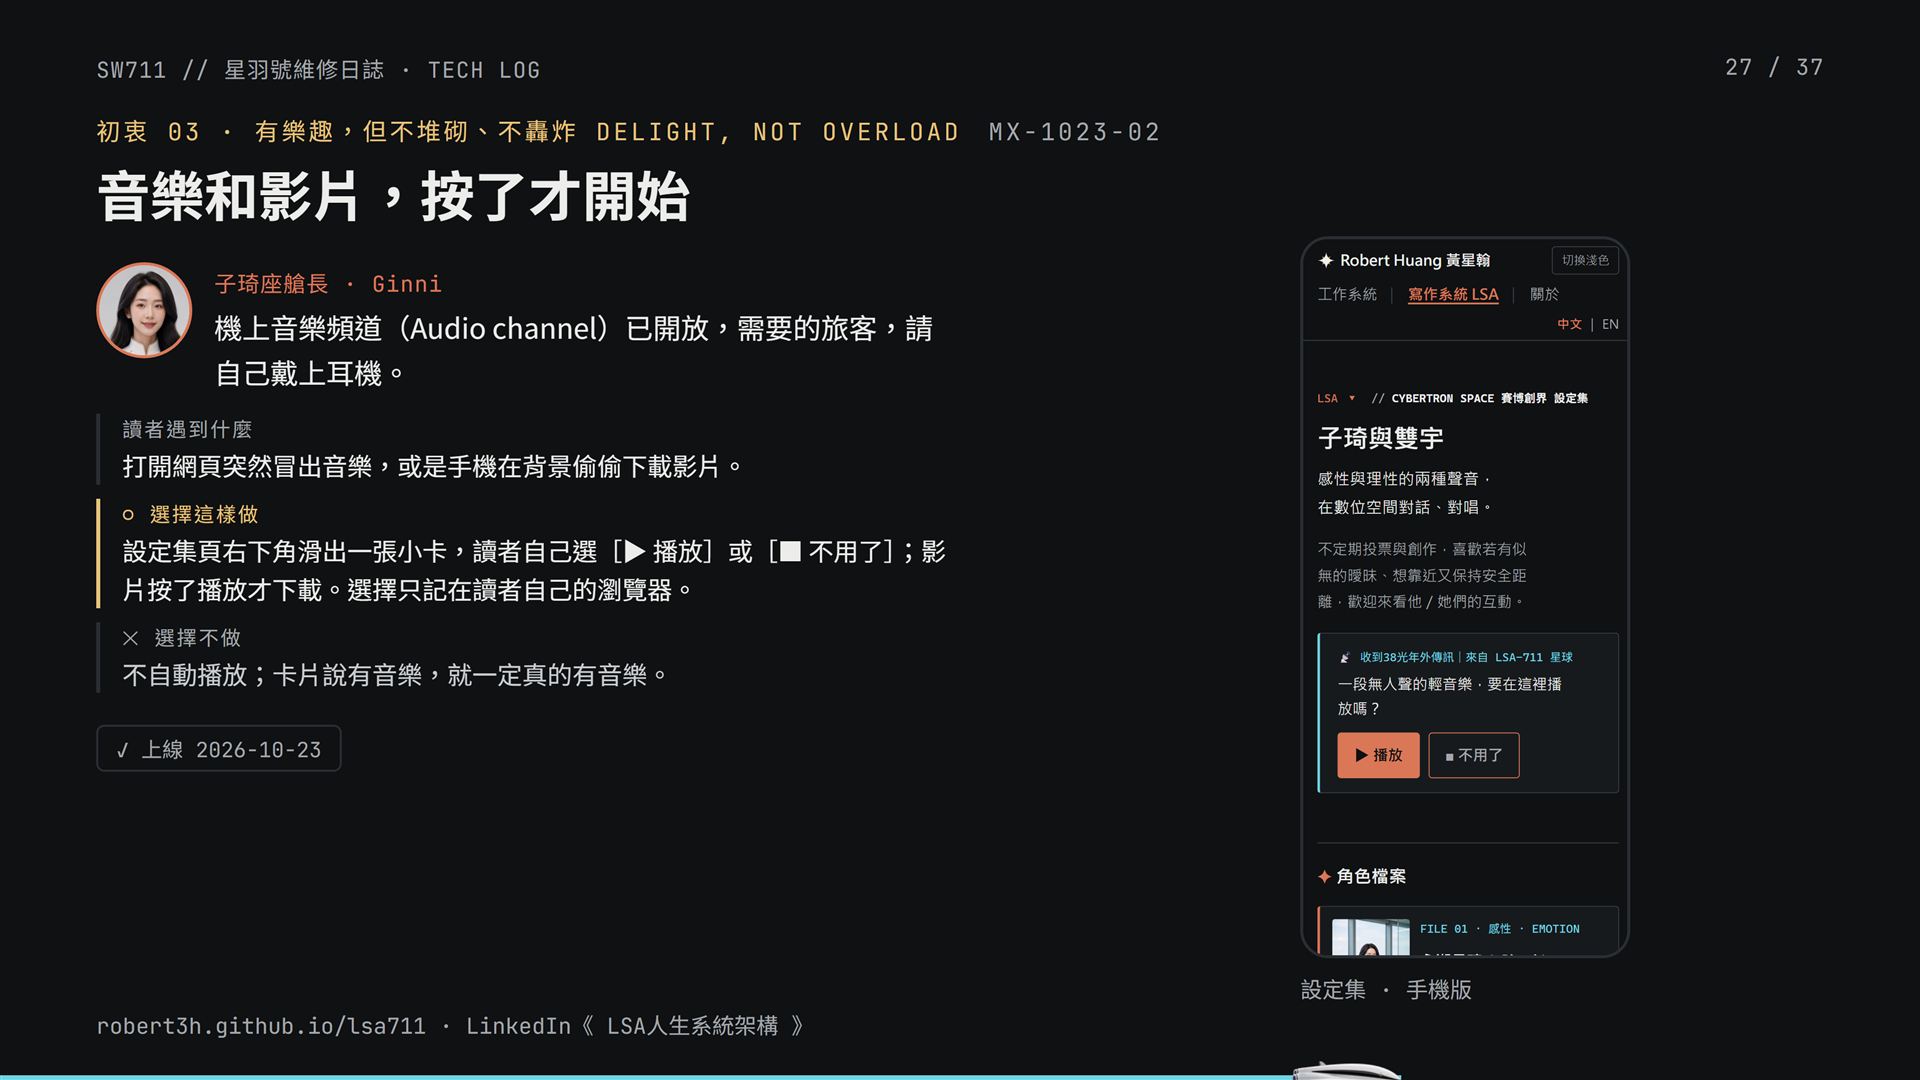 SW711 // 星羽號維修日誌 · TECH LOG
27 / 37
初衷 03 · 有樂趣，但不堆砌、不轟炸 DELIGHT, NOT OVERLOAD MX-1023-02
音樂和影片，按了才開始
子琦座艙長 · Ginni
機上音樂頻道（Audio channel）已開放，需要的旅客，請
自己戴上耳機。
讀者遇到什麼
打開網頁突然冒出音樂，或是手機在背景偷偷下載影片。
○ 選擇這樣做
設定集頁右下角滑出一張小卡，讀者自己選［▶ 播放］或［■ 不用了］；影
片按了播放才下載。選擇只記在讀者自己的瀏覽器。
× 選擇不做
不自動播放；卡片說有音樂，就一定真的有音樂。
✓ 上線 2026-10-23
✦ Robert Huang 黃星翰
切換淺色
工作系統 | 寫作系統 LSA | 關於
中文 | EN
LSA ▼ // CYBERTRON SPACE 賽博創界 設定集
子琦與雙宇
感性與理性的兩種聲音，
在數位空間對話、對唱。
不定期投票與創作，喜歡若有似
無的曖昧、想靠近又保持安全距
離，歡迎來看他 / 她們的互動。
收到38光年外傳訊｜來自 LSA-711 星球
一段無人聲的輕音樂，要在這裡播
放嗎？
▶ 播放
■ 不用了
✦ 角色檔案
FILE 01 · 感性 · EMOTION
設定集 · 手機版
robert3h.github.io/lsa711 · LinkedIn《 LSA人生系統架構 》